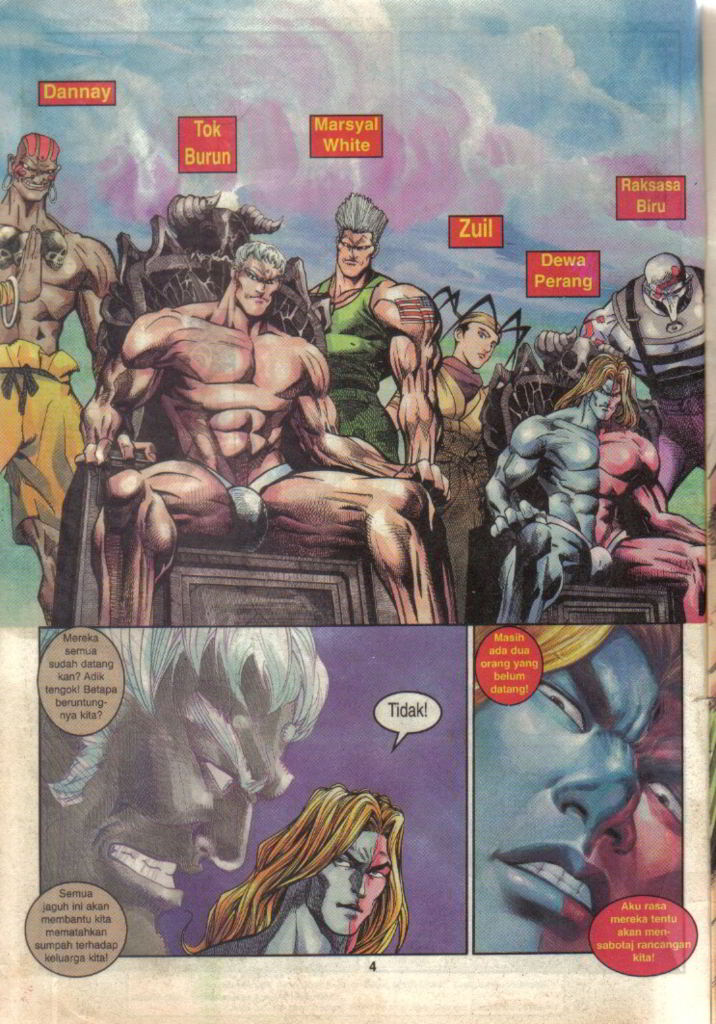 Dannay
Tok
Burun
Marsyal
White
Zuil
Dewa
Perang
Raksasa
Biru
Mereka
semua
sudah datang
kan? Adik
tengok! Betapa
beruntung-
nya kita?
Tidak!
Semua
jaguh ini akan
membantu kita
mematahkan
sumpah terhadap
keluarga kita!
Masih
ada dua
orang yang
belum
datang!
Aku rasa
mereka tentu
akan men-
sabotaj rancangan
kita!
4